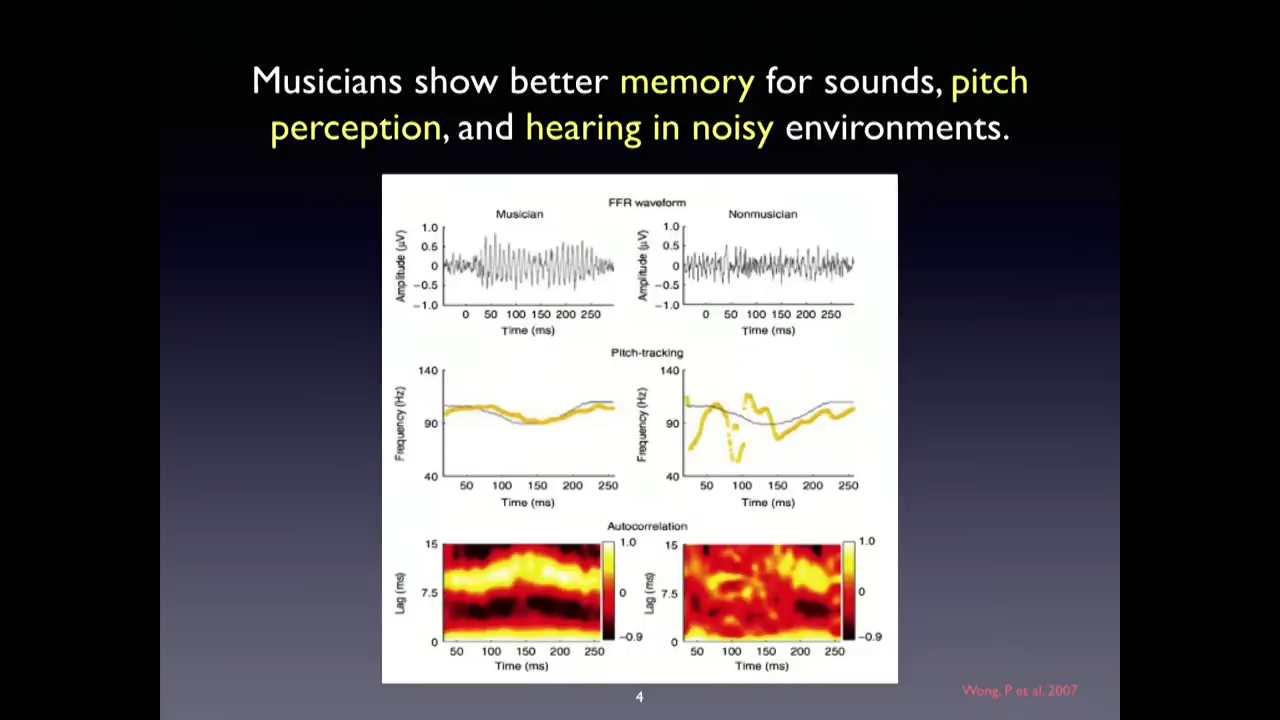 Musicians show better memory for sounds, pitch
perception, and hearing in noisy environments.
FFR waveform
Musician
Nonmusician
Amplitude (μV)
1.0
0.5
0
−0.5
−1.0
0 50 100 150 200 250
Time (ms)
Amplitude (μV)
1.0
0.5
0
−0.5
−1.0
0 50 100 150 200 250
Time (ms)
Pitch-tracking
Frequency (Hz)
140
90
40
50 100 150 200 250
Time (ms)
Frequency (Hz)
140
90
40
50 100 150 200 250
Time (ms)
Autocorrelation
Lag (ms)
15
7.5
0
50 100 150 200 250
Time (ms)
1.0
0
−0.9
Lag (ms)
15
7.5
0
50 100 150 200 250
Time (ms)
1.0
0
−0.9
4
Wong, P. et al. 2007